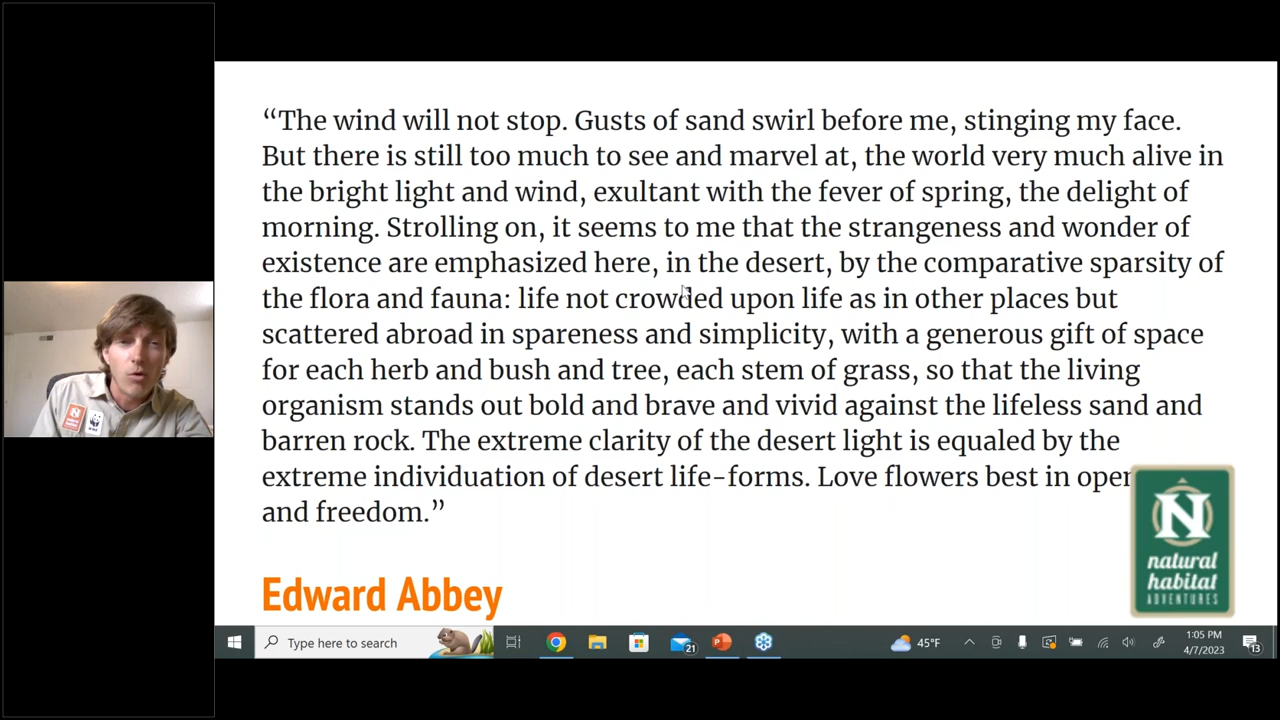 “The wind will not stop. Gusts of sand swirl before me, stinging my face.
But there is still too much to see and marvel at, the world very much alive in
the bright light and wind, exultant with the fever of spring, the delight of
morning. Strolling on, it seems to me that the strangeness and wonder of
existence are emphasized here, in the desert, by the comparative sparsity of
the flora and fauna: life not crowded upon life as in other places but
scattered abroad in spareness and simplicity, with a generous gift of space
for each herb and bush and tree, each stem of grass, so that the living
organism stands out bold and brave and vivid against the lifeless sand and
barren rock. The extreme clarity of the desert light is equaled by the
extreme individuation of desert life-forms. Love flowers best in open
and freedom.”
N
natural
habitat
ADVENTURES
Edward Abbey
Type here to search
21
45°F
1:05 PM
4/7/2023
13